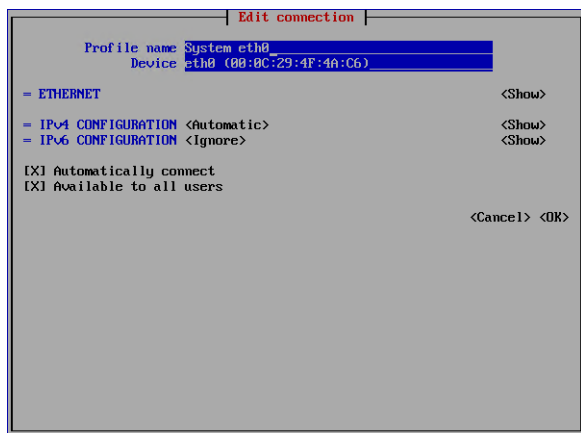 Edit connection
Profile name System eth0
Device eth0 (00:0C:29:4F:4A:C6)
= ETHERNET <Show>
= IPv4 CONFIGURATION <Automatic> <Show>
= IPv6 CONFIGURATION <Ignore> <Show>
[X] Automatically connect
[X] Available to all users
<Cancel> <OK>